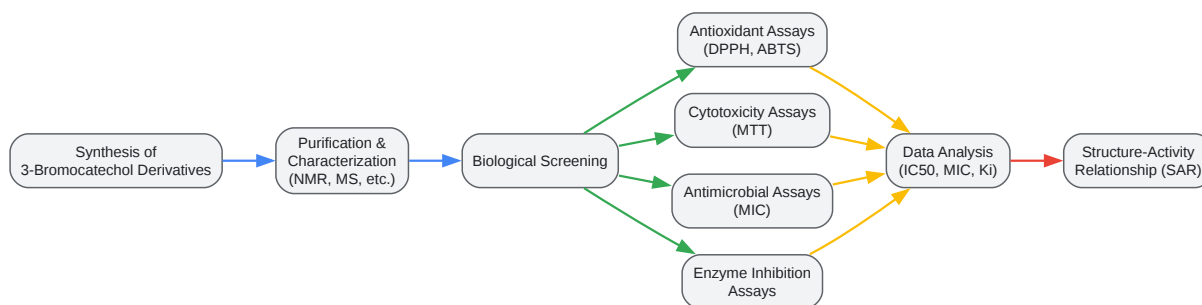 Synthesis of
3-Bromocatechol Derivatives
Purification &
Characterization
(NMR, MS, etc.)
Biological Screening
Antioxidant Assays
(DPPH, ABTS)
Cytotoxicity Assays
(MTT)
Antimicrobial Assays
(MIC)
Enzyme Inhibition
Assays
Data Analysis
(IC50, MIC, Ki)
Structure-Activity
Relationship (SAR)